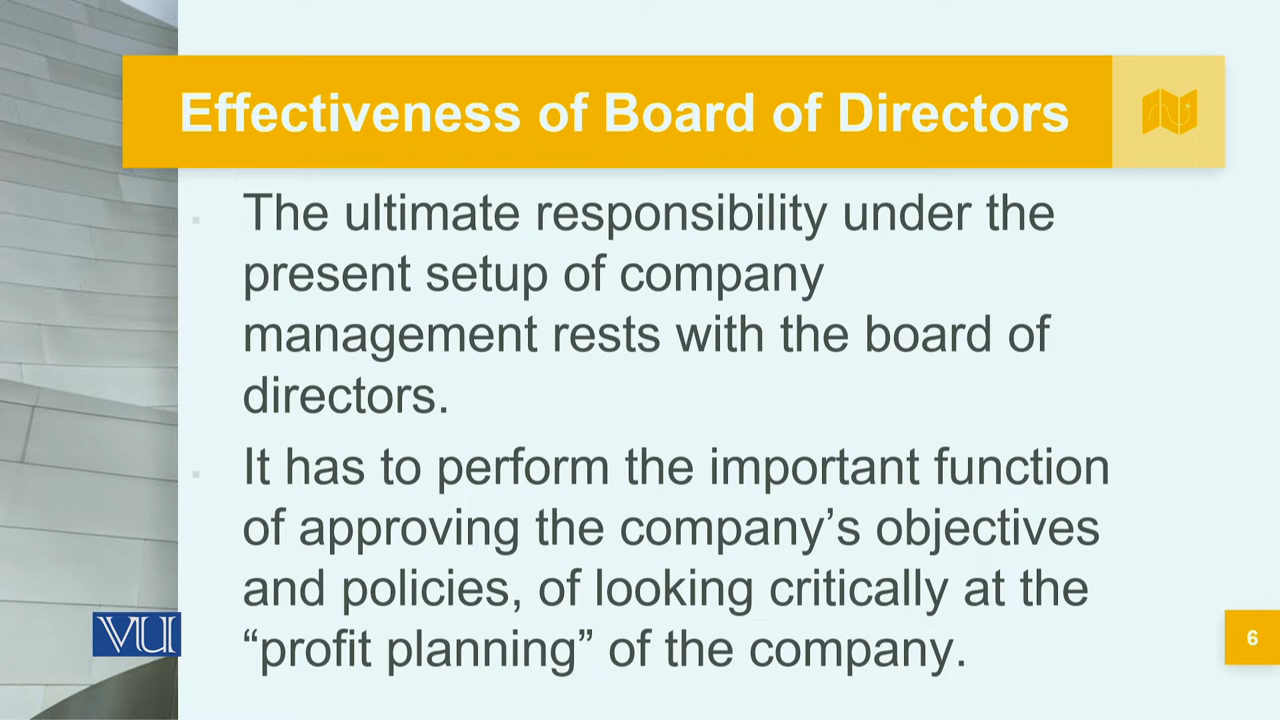 Effectiveness of Board of Directors
The ultimate responsibility under the
present setup of company
management rests with the board of
directors.
It has to perform the important function
of approving the company’s objectives
and policies, of looking critically at the
“profit planning” of the company.
VU
6